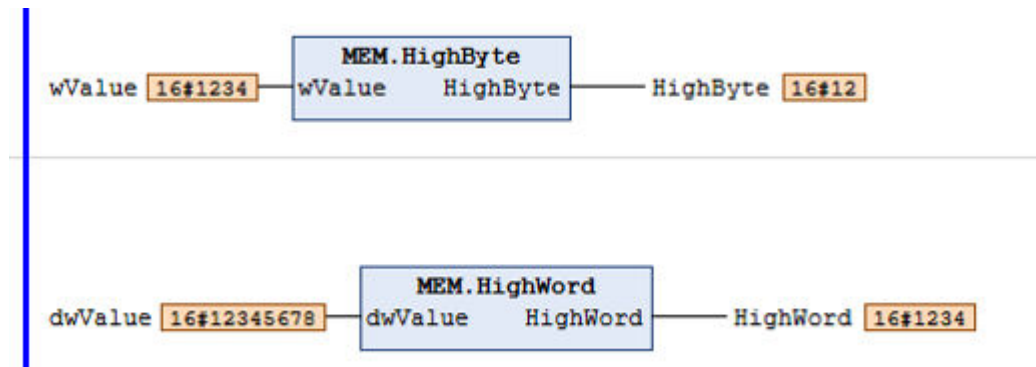 MEM.HighByte
wValue 16#1234 wValue HighByte HighByte 16#12
MEM.HighWord
dwValue 16#12345678 dwValue HighWord HighWord 16#1234